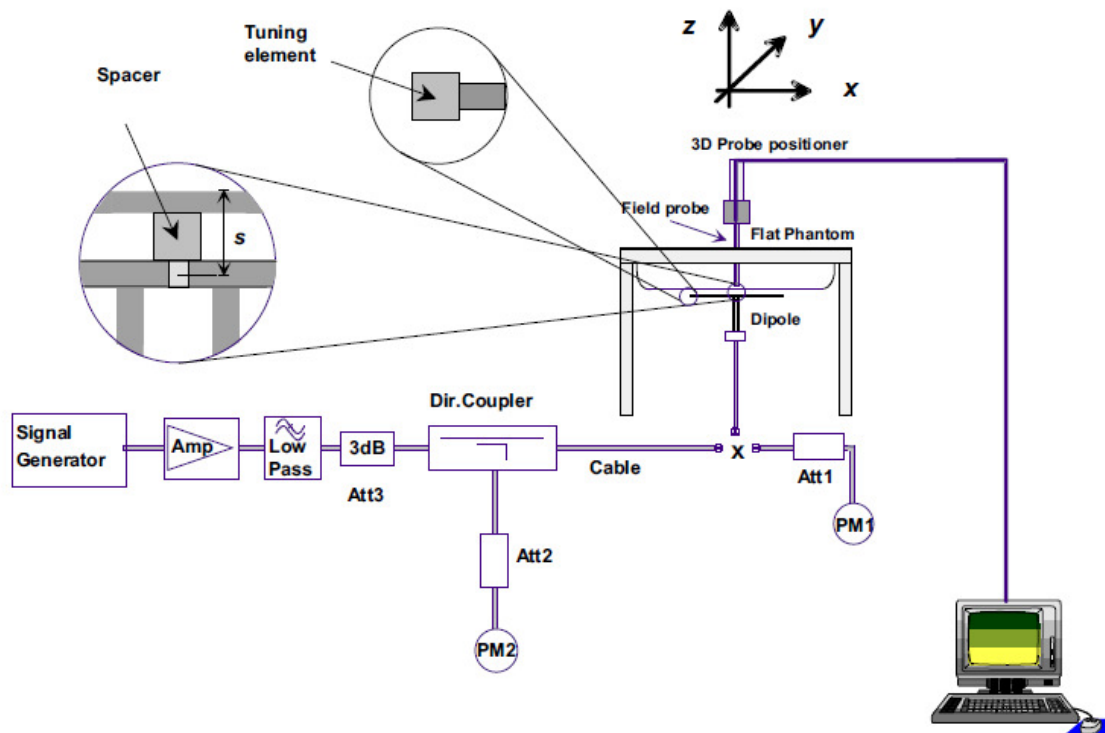 Tuning
element
Spacer
z
y
x
3D Probe positioner
Field probe
Flat Phantom
s
Dipole
Dir.Coupler
Signal
Generator
Amp
Low
Pass
3dB
Att3
Cable
x
Att1
PM1
Att2
PM2